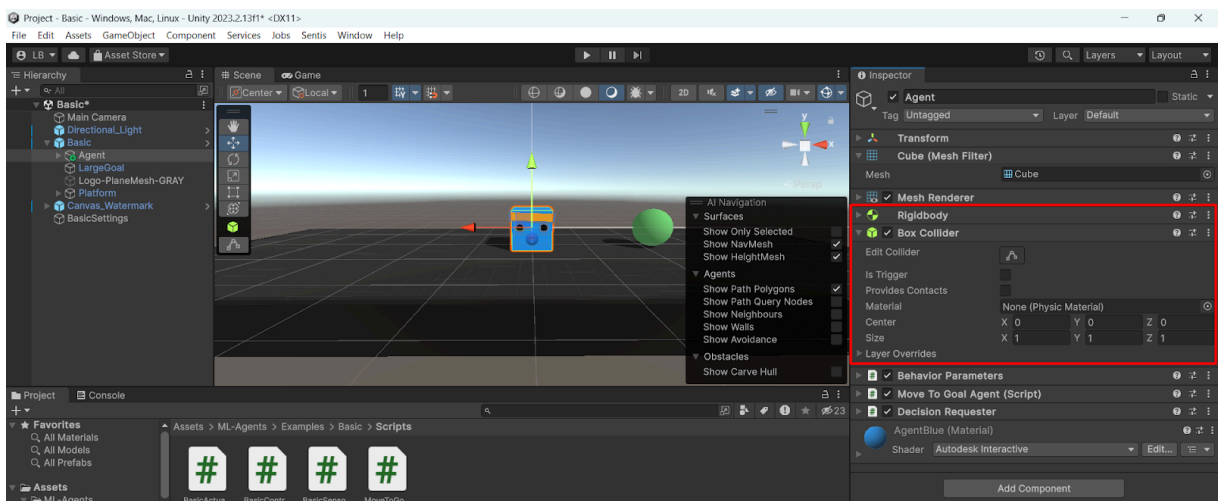 Project - Basic - Windows, Mac, Linux - Unity 2023.2.13f1* <DX11>
File Edit Assets GameObject Component Services Jobs Sentis Window Help
LB Asset Store Layers Layout
Hierarchy
All
Basic*
Main Camera
Directional_Light
Basic
Agent
LargeGoal
Logo-PlaneMesh-GRAY
Platform
Canvas_Watermark
BasicSettings
Scene Game
Center Local 1 2D
y
x
Persp
AI Navigation
Surfaces
Show Only Selected
Show NavMesh
Show HeightMesh
Agents
Show Path Polygons
Show Path Query Nodes
Show Neighbours
Show Walls
Show Avoidance
Obstacles
Show Carve Hull
Inspector
Agent Static
Tag Untagged Layer Default
Transform
Cube (Mesh Filter)
Mesh Cube
Mesh Renderer
Rigidbody
Box Collider
Edit Collider
Is Trigger
Provides Contacts
Material None (Physic Material)
Center X 0 Y 0 Z 0
Size X 1 Y 1 Z 1
Layer Overrides
Behavior Parameters
Move To Goal Agent (Script)
Decision Requester
AgentBlue (Material)
Shader Autodesk Interactive Edit...
Add Component
Project Console
23
Favorites
All Materials
All Models
All Prefabs
Assets
ML-Agents
Assets > ML-Agents > Examples > Basic > Scripts
BasicActua BasicContr BasicSenso MoveToGo